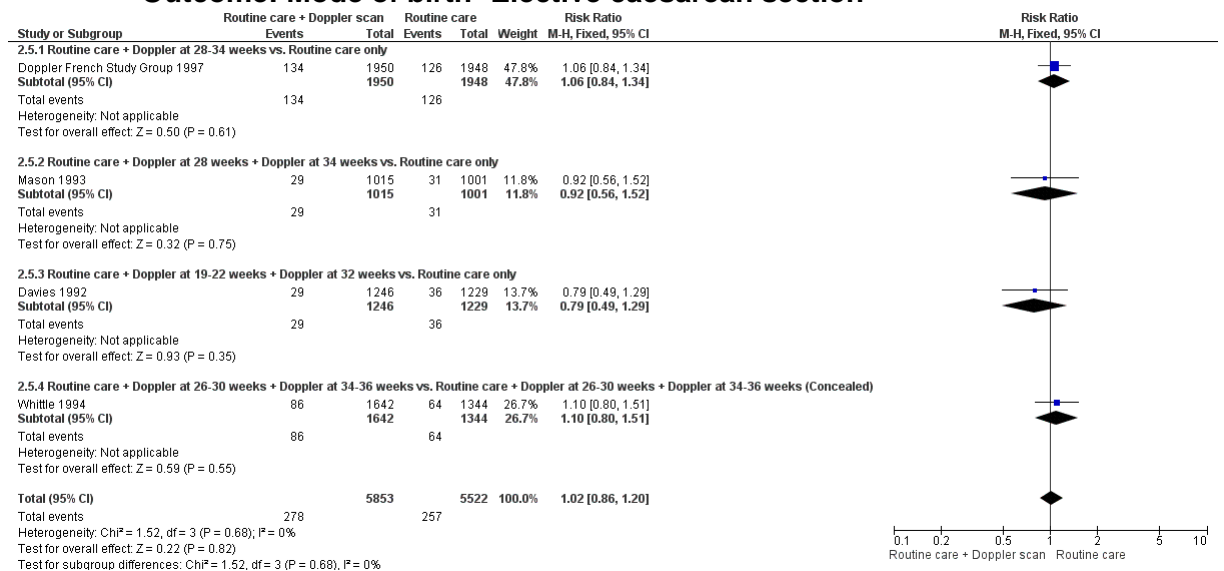 Outcome: Mode of birth- Elective caesarean section
Routine care + Doppler scan Routine care Risk Ratio Risk Ratio
Study or Subgroup Events Total Events Total Weight M-H, Fixed, 95% CI M-H, Fixed, 95% CI
2.5.1 Routine care + Doppler at 28-34 weeks vs. Routine care only
Doppler French Study Group 1997 134 1950 126 1948 47.8% 1.06 [0.84, 1.34]
Subtotal (95% CI) 1950 1948 47.8% 1.06 [0.84, 1.34]
Total events 134 126
Heterogeneity: Not applicable
Test for overall effect: Z = 0.50 (P = 0.61)
2.5.2 Routine care + Doppler at 28 weeks + Doppler at 34 weeks vs. Routine care only
Mason 1993 29 1015 31 1001 11.8% 0.92 [0.56, 1.52]
Subtotal (95% CI) 1015 1001 11.8% 0.92 [0.56, 1.52]
Total events 29 31
Heterogeneity: Not applicable
Test for overall effect: Z = 0.32 (P = 0.75)
2.5.3 Routine care + Doppler at 19-22 weeks + Doppler at 32 weeks vs. Routine care only
Davies 1992 29 1246 36 1229 13.7% 0.79 [0.49, 1.29]
Subtotal (95% CI) 1246 1229 13.7% 0.79 [0.49, 1.29]
Total events 29 36
Heterogeneity: Not applicable
Test for overall effect: Z = 0.93 (P = 0.35)
2.5.4 Routine care + Doppler at 26-30 weeks + Doppler at 34-36 weeks vs. Routine care + Doppler at 26-30 weeks + Doppler at 34-36 weeks (Concealed)
Whittle 1994 86 1642 64 1344 26.7% 1.10 [0.80, 1.51]
Subtotal (95% CI) 1642 1344 26.7% 1.10 [0.80, 1.51]
Total events 86 64
Heterogeneity: Not applicable
Test for overall effect: Z = 0.59 (P = 0.55)
Total (95% CI) 5853 5522 100.0% 1.02 [0.86, 1.20]
Total events 278 257
Heterogeneity: Chi² = 1.52, df = 3 (P = 0.68); I² = 0%
Test for overall effect: Z = 0.22 (P = 0.82)
Test for subgroup differences: Chi² = 1.52, df = 3 (P = 0.68), I² = 0%
0.1 0.2 0.5 1 2 5 10
Routine care + Doppler scan Routine care